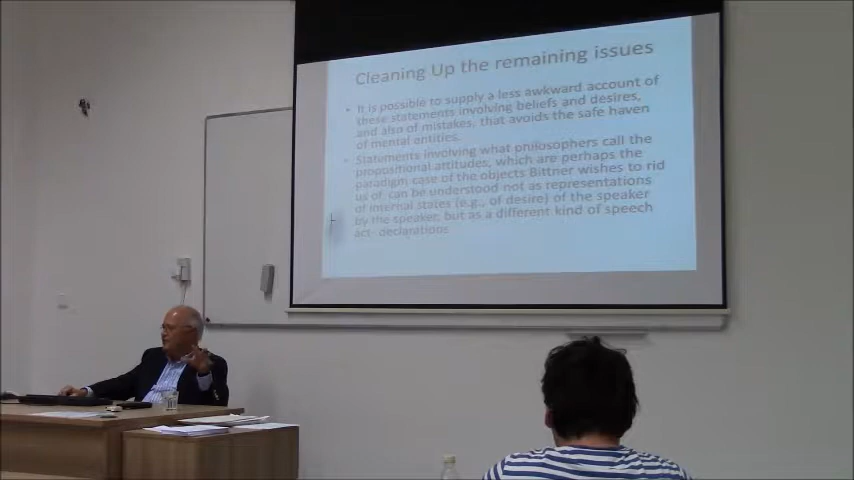 Cleaning Up the remaining issues
• It is possible to supply a less awkward account of
these statements involving beliefs and desires,
and also of mistakes, that avoids the safe haven
of mental antities.
• Statements involving what philosophers call the
propositional attitudes, which are perhaps the
paradigm case of the objects Bittner wishes to rid
us of, can be understood not as representations
of internal states (e.g., of desire) of the speaker
by the speaker, but as a different kind of speech
act- declarations